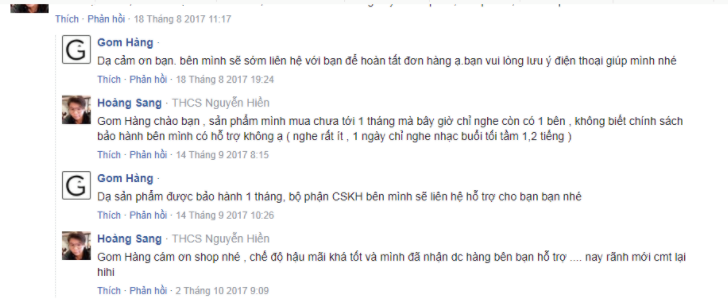 Thích · Phản hồi · 18 Tháng 8 2017 11:17
Gom Hàng ·
Dạ cảm ơn bạn. bên mình sẽ sớm liên hệ với bạn để hoàn tất đơn hàng ạ.bạn vui lòng lưu ý điện thoại giúp mình nhé
Thích · Phản hồi · 18 Tháng 8 2017 19:24
Hoàng Sang · THCS Nguyễn Hiền
Gom Hàng chào bạn , sản phẩm mình mua chưa tới 1 tháng mà bây giờ chỉ nghe còn có 1 bên , không biết chính sách
bảo hành bên mình có hỗ trợ không ạ ( nghe rất ít , 1 ngày chỉ nghe nhạc buổi tối tầm 1,2 tiếng )
Thích · Phản hồi · 14 Tháng 9 2017 8:15
Gom Hàng ·
Dạ sản phẩm được bảo hành 1 tháng, bộ phận CSKH bên mình sẽ liên hệ hỗ trợ cho bạn bạn nhé
Thích · Phản hồi · 14 Tháng 9 2017 10:26
Hoàng Sang · THCS Nguyễn Hiền
Gom Hàng cám ơn shop nhé , chế độ hậu mãi khá tốt và mình đã nhận dc hàng bên bạn hỗ trợ .... nay rãnh mới cmt lại
hihi
Thích · Phản hồi · 2 Tháng 10 2017 9:09